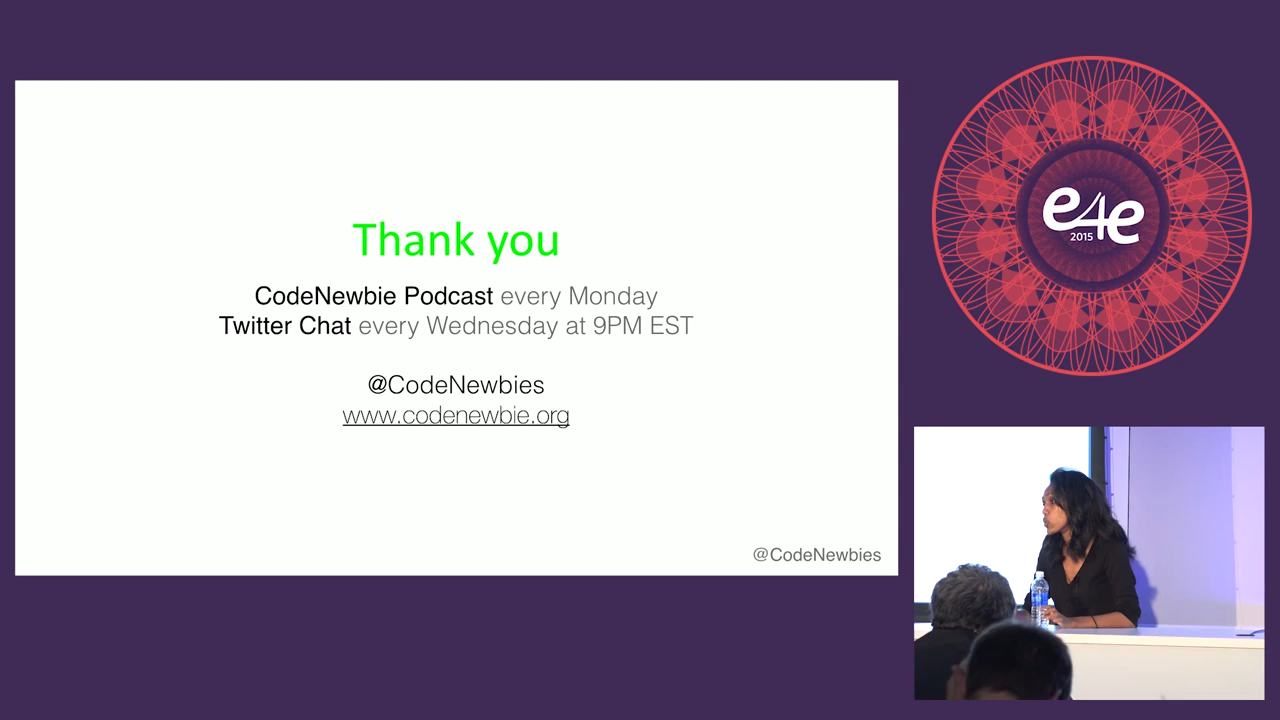 Thank you
CodeNewbie Podcast every Monday
Twitter Chat every Wednesday at 9PM EST
@CodeNewbies
www.codenewbie.org
@CodeNewbies
e4e
2015